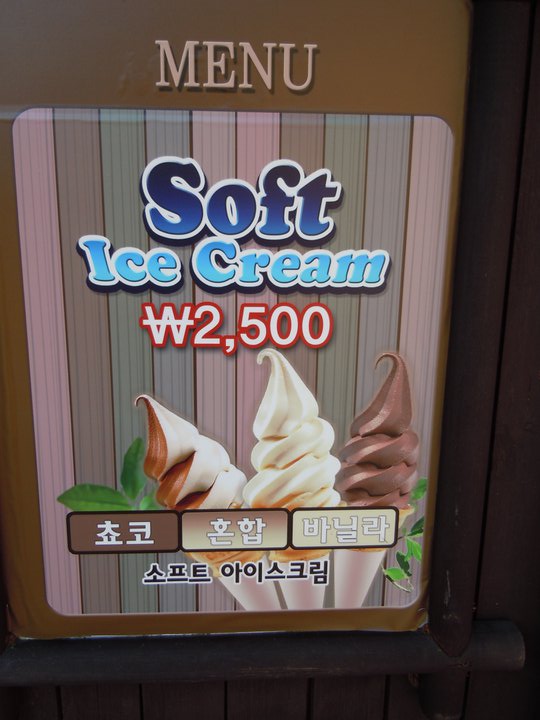 MENU
Soft
Ice Cream
₩2,500
쵸코 혼합 바닐라
소프트 아이스크림